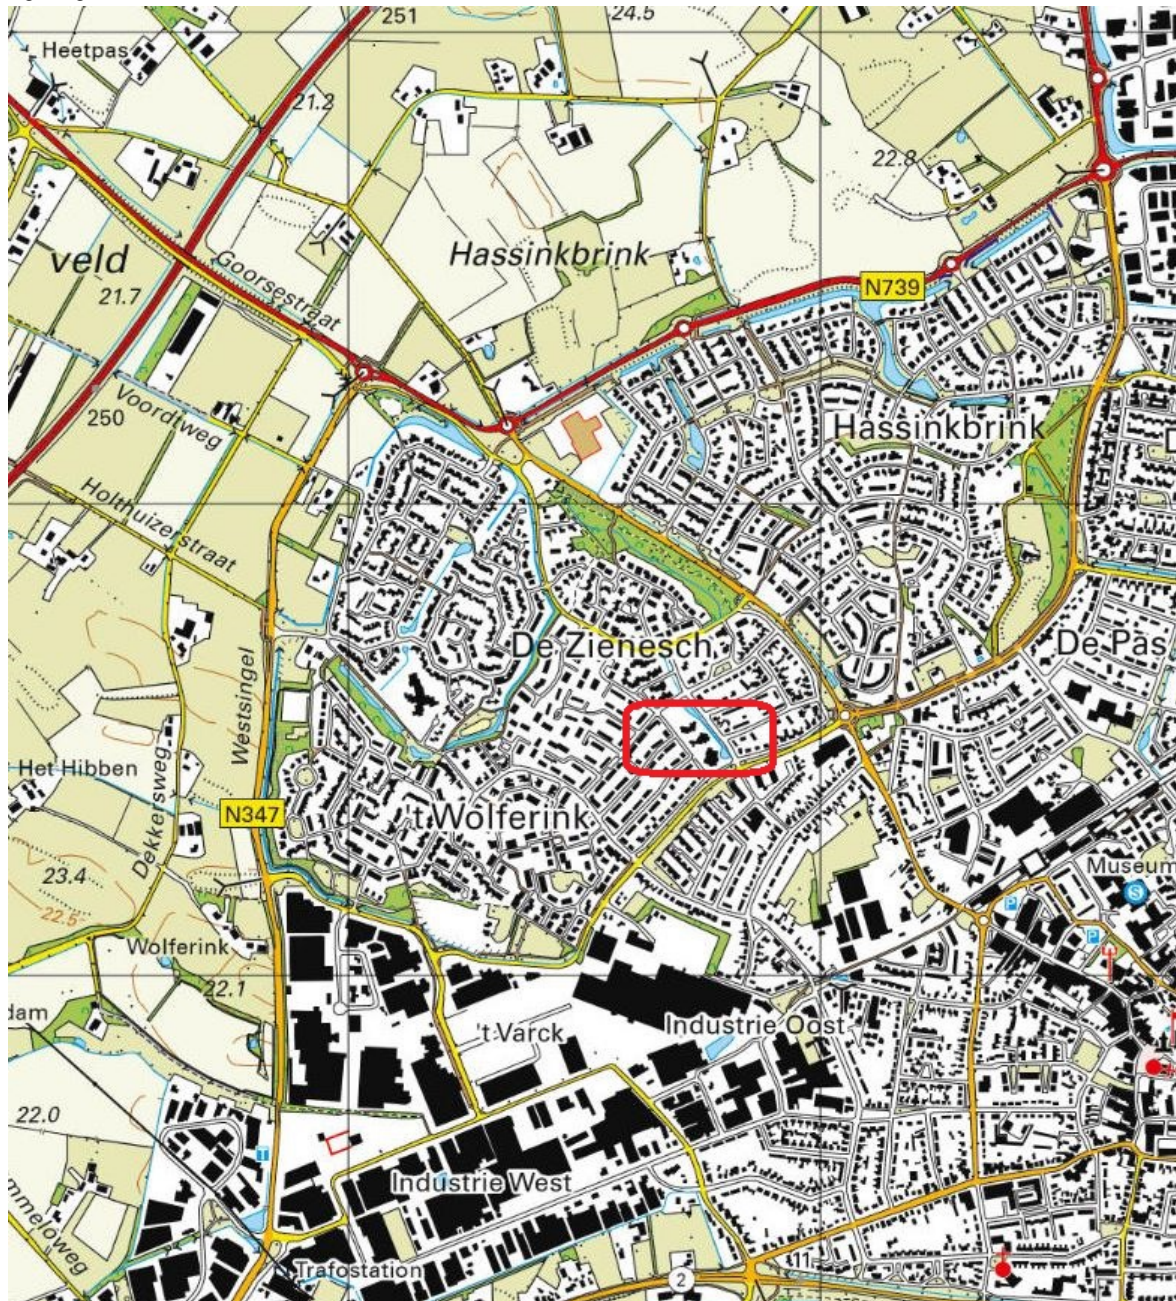 251
24.5
Heetpas
21.2
22.8
veld
Hassinkbrink
Goorsestraat
21.7
N739
Voordtweg
250
Hassinkbrink
Holthuizerstraat
De Zienesch
De Pas
Westsingel
Het Hibben
Dekkersweg
N347
't Wolferink
Museum
S
23.4
22.5
P
P
Wolferink
22.1
dam
't Varck
Industrie Oost
22.0
T
Industrie West
mmeloweg
Trafostation
11
2